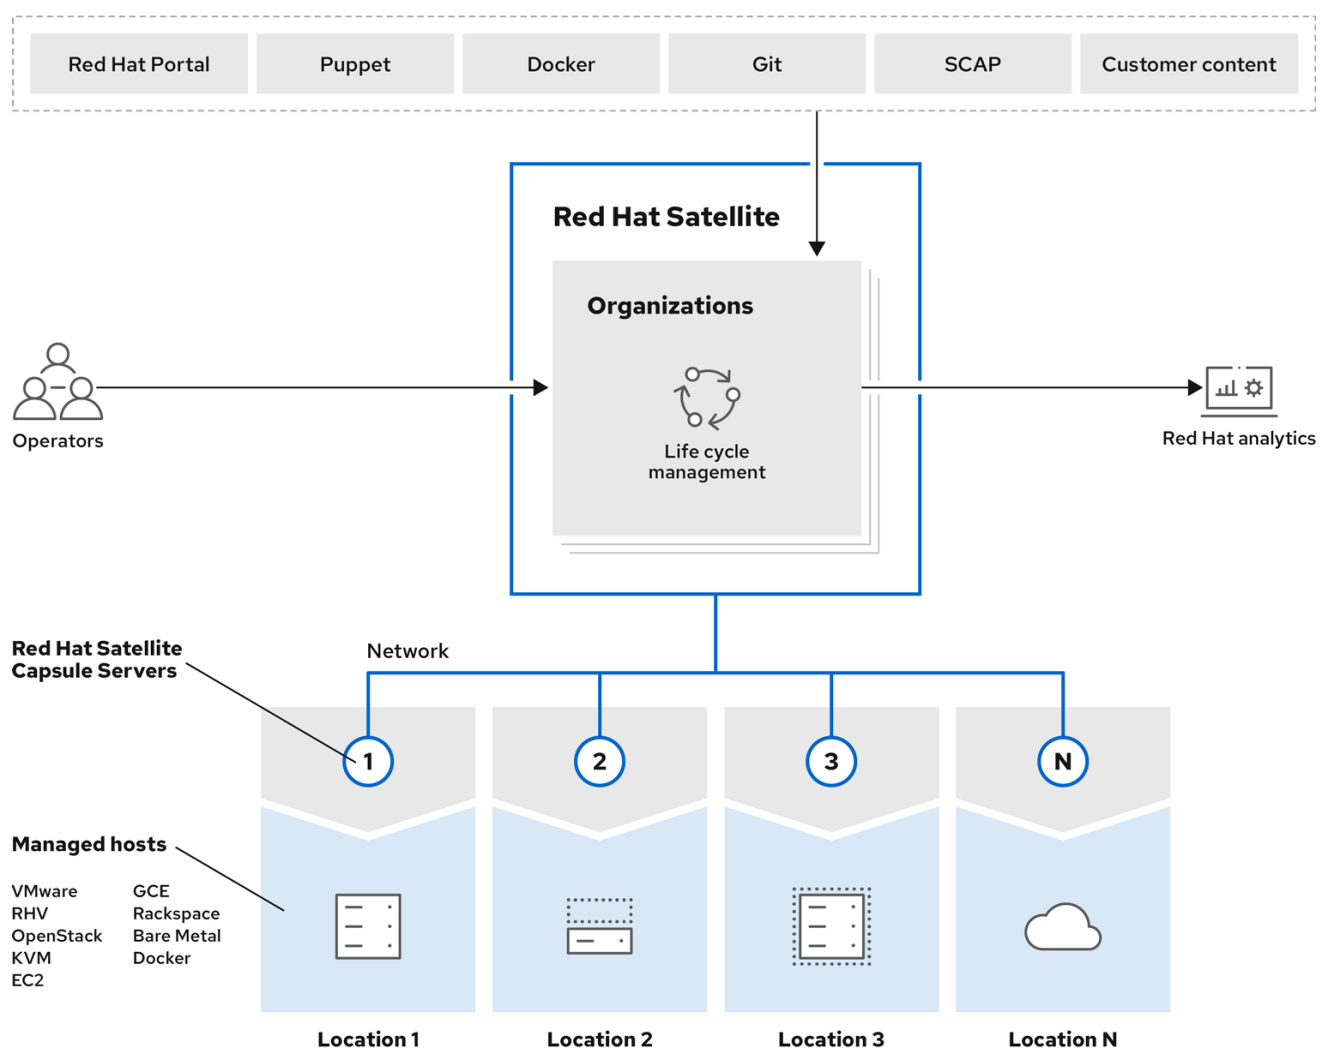 Red Hat Portal
Puppet
Docker
Git
SCAP
Customer content
Red Hat Satellite
Organizations
Life cycle
management
Operators
Red Hat analytics
Red Hat Satellite
Capsule Servers
Network
1
2
3
N
Managed hosts
VMware
RHV
OpenStack
KVM
EC2
GCE
Rackspace
Bare Metal
Docker
Location 1
Location 2
Location 3
Location N